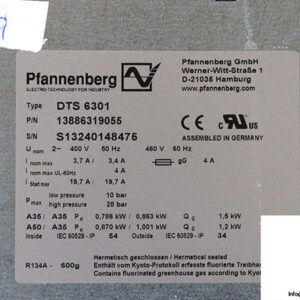 Pfannenberg
ELECTRO-TECHNOLOGY FOR INDUSTRY
Pfannenberg GmbH
Werner-Witt-Straße 1
D-21035 Hamburg
www.pfannenberg.com
Type DTS 6301
P/N 13886319055
S/N S13240148475
ASSEMBLED IN GERMANY
U nom 2~ 400 V 50 Hz 460 V 60 Hz
I nom max 3,7 A / 3,4 A gG 4 A
I nom max UL-508 4 A
I start max 19,7 A / 19,7 A
P max low pressure 10 bar
high pressure 28 bar
A35 / A35 P el 0,786 kW / 0,863 kW Q 1,5 kW
A50 / A35 P el 0,870 kW / 1,001 kW Q 1,2 kW
Inside IEC 60529 - IP 54 Outside IEC 60529 - IP 34
R134A - 600g
Hermetisch geschlossen / Hermetical sealed
Enthält vom Kyoto-Protokoll erfasste fluorierte Treibhau
Contains fluorinated greenhouse gas according to Kyoto